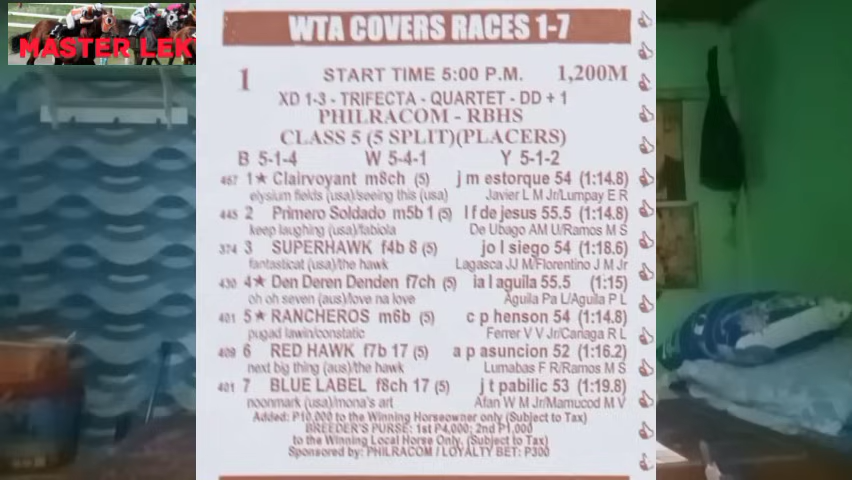 MASTER LEK
WTA COVERS RACES 1-7
1 START TIME 5:00 P.M. 1,200M
XD 1-3 - TRIFECTA - QUARTET - DD + 1
PHILRACOM - RBHS
CLASS 5 (5 SPLIT)(PLACERS)
B 5-1-4 W 5-4-1 Y 5-1-2
467 1★ Clairvoyant m8ch (5) j m estorque 54 (1:14.8)
elysium fields (usa)/seeing this (usa) Javier L M Jr/Lumpay E R
445 2 Primero Soldado m5b 1 (5) l f de jesus 55.5 (1:14.8)
keep laughing (usa)/fabiola De Ubago AM U/Ramos M S
374 3 SUPERHAWK f4b 8 (5) jo l siego 54 (1:18.6)
fantasticat (usa)/the hawk Lagasca JJ M/Florentino J M Jr
430 4★ Den Deren Denden f7ch (5) ia l aguila 55.5 (1:15)
oh oh seven (aus)/love na love Aguila Pa L/Aguila P L
401 5★ RANCHEROS m6b (5) c p henson 54 (1:14.8)
pugad lawin/constatic Ferrer V V Jr/Cañaga R L
409 6 RED HAWK f7b 17 (5) a p asuncion 52 (1:16.2)
next big thing (aus)/the hawk Lumabas F R/Ramos M S
401 7 BLUE LABEL f8ch 17 (5) j t pabilic 53 (1:19.8)
noonmark (usa)/mona's art Afan W M Jr/Mamucod M V
Added: P10,000 to the Winning Horseowner only (Subject to Tax)
BREEDER'S PURSE: 1st P4,000; 2nd P1,000
to the Winning Local Horse Only, (Subject to Tax)
Sponsored by: PHILRACOM / LOYALTY BET: P300